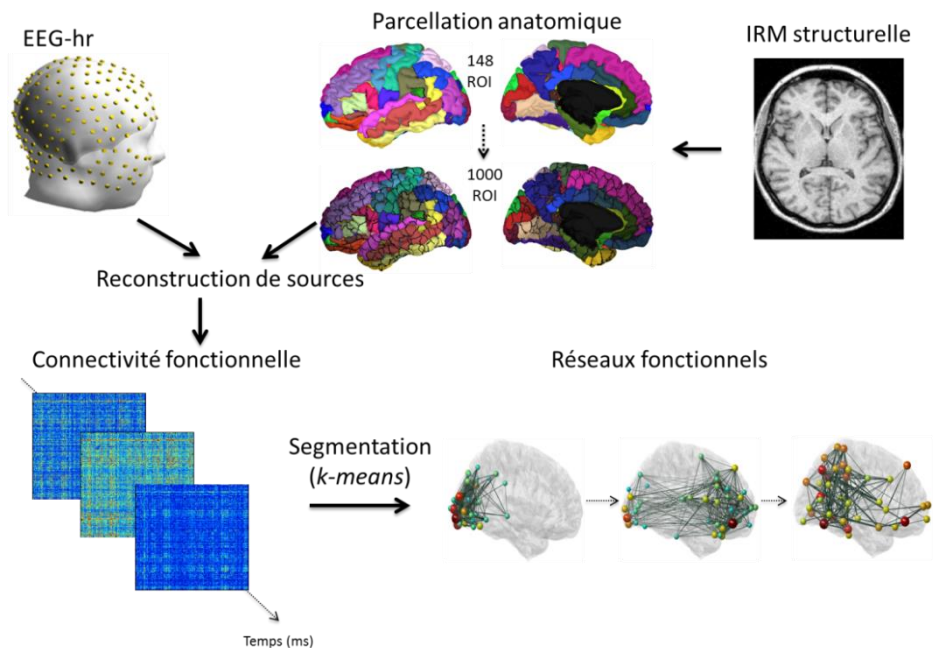 EEG-hr
Parcellation anatomique
IRM structurelle
148
ROI
1000
ROI
Reconstruction de sources
Connectivité fonctionnelle
Réseaux fonctionnels
Segmentation
(k-means)
Temps (ms)